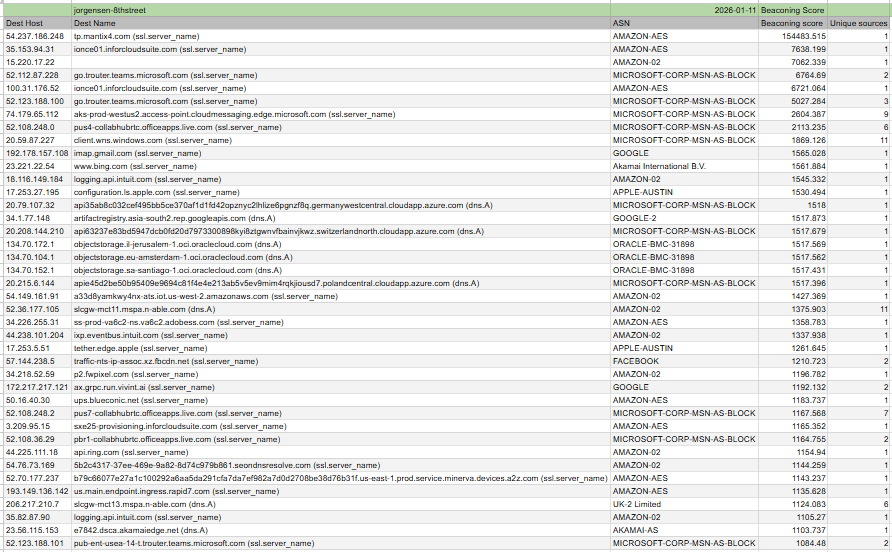 jorgensen-8thstreet 2026-01-11 Beaconing Score
Dest Host Dest Name ASN Beaconing score Unique sources
54.237.186.248 tp.mantix4.com (ssl.server_name) AMAZON-AES 154483.515 1
35.153.94.31 ionce01.inforcloudsuite.com (ssl.server_name) AMAZON-AES 7638.199 1
15.220.17.22 AMAZON-02 7062.339 1
52.112.87.228 go.trouter.teams.microsoft.com (ssl.server_name) MICROSOFT-CORP-MSN-AS-BLOCK 6764.69 2
100.31.176.52 ionce01.inforcloudsuite.com (ssl.server_name) AMAZON-AES 6721.064 1
52.123.188.100 go.trouter.teams.microsoft.com (ssl.server_name) MICROSOFT-CORP-MSN-AS-BLOCK 5027.284 3
74.179.65.112 aks-prod-westus2.access-point.cloudmessaging.edge.microsoft.com (ssl.server_name) MICROSOFT-CORP-MSN-AS-BLOCK 2604.387 9
52.108.248.0 pus4-collabhubrtc.officeapps.live.com (ssl.server_name) MICROSOFT-CORP-MSN-AS-BLOCK 2113.235 6
20.59.87.227 client.wns.windows.com (ssl.server_name) MICROSOFT-CORP-MSN-AS-BLOCK 1869.126 11
192.178.157.108 imap.gmail.com (ssl.server_name) GOOGLE 1565.028 1
23.221.22.54 www.bing.com (ssl.server_name) Akamai International B.V. 1561.884 1
18.116.149.184 logging.api.intuit.com (ssl.server_name) AMAZON-02 1545.332 1
17.253.27.195 configuration.ls.apple.com (ssl.server_name) APPLE-AUSTIN 1530.494 1
20.79.107.32 api35ab8c032cef495bb5ce370af1d1fd42opznyc2lhlize6pgnzf8q.germanywestcentral.cloudapp.azure.com (dns.A) MICROSOFT-CORP-MSN-AS-BLOCK 1518 1
34.1.77.148 artifactregistry.asia-south2.rep.googleapis.com (dns.A) GOOGLE-2 1517.873 1
20.208.144.210 api63237e83bd5947dcb0fd20d7973300898kyi8ztgwnvfbainvjkwz.switzerlandnorth.cloudapp.azure.com (dns.A) MICROSOFT-CORP-MSN-AS-BLOCK 1517.679 1
134.70.172.1 objectstorage.il-jerusalem-1.oci.oraclecloud.com (dns.A) ORACLE-BMC-31898 1517.569 1
134.70.104.1 objectstorage.eu-amsterdam-1.oci.oraclecloud.com (dns.A) ORACLE-BMC-31898 1517.562 1
134.70.152.1 objectstorage.sa-santiago-1.oci.oraclecloud.com (dns.A) ORACLE-BMC-31898 1517.431 1
20.215.6.144 apie45d2be50b95409e9694c81f4e4e213ab5v5ev9mim4rqkjiousd7.polandcentral.cloudapp.azure.com (dns.A) MICROSOFT-CORP-MSN-AS-BLOCK 1517.396 1
54.149.161.91 a33d8yamkwy4nx-ats.iot.us-west-2.amazonaws.com (ssl.server_name) AMAZON-02 1427.369 1
52.36.177.105 slcgw-mct11.mspa.n-able.com (dns.A) AMAZON-02 1375.903 11
34.226.255.31 ss-prod-va6c2-ns.va6c2.adobess.com (ssl.server_name) AMAZON-AES 1358.783 1
44.238.101.204 ixp.eventbus.intuit.com (ssl.server_name) AMAZON-02 1337.938 1
17.253.5.51 tether.edge.apple (ssl.server_name) APPLE-AUSTIN 1261.645 1
57.144.238.5 traffic-nts-ip-assoc.xz.fbcdn.net (ssl.server_name) FACEBOOK 1210.723 2
34.218.52.59 p2.fwpixel.com (ssl.server_name) AMAZON-02 1196.782 1
172.217.217.121 ax.grpc.run.vivint.ai (ssl.server_name) GOOGLE 1192.132 2
50.16.40.30 ups.blueconic.net (ssl.server_name) AMAZON-AES 1183.737 1
52.108.248.2 pus7-collabhubrtc.officeapps.live.com (ssl.server_name) MICROSOFT-CORP-MSN-AS-BLOCK 1167.568 7
3.209.95.15 sxe25-provisioning.inforcloudsuite.com (ssl.server_name) AMAZON-AES 1165.352 1
52.108.36.29 pbr1-collabhubrtc.officeapps.live.com (ssl.server_name) MICROSOFT-CORP-MSN-AS-BLOCK 1164.755 2
44.225.111.18 api.ring.com (ssl.server_name) AMAZON-02 1154.94 1
54.76.73.169 5b2c4317-37ee-469e-9a82-8d74c979b861.seondnsresolve.com (ssl.server_name) AMAZON-02 1144.259 1
52.70.177.237 b79c66077e27a1c100292a6aa5da291cfa7da7ef982a7d0d2708be38d76b31f.us-east-1.prod.service.minerva.devices.a2z.com (ssl.server_name) AMAZON-AES 1143.237 1
193.149.136.142 us.main.endpoint.ingress.rapid7.com (ssl.server_name) AMAZON-AES 1135.628 1
206.217.210.7 slcgw-mct13.mspa.n-able.com (dns.A) UK-2 Limited 1124.083 6
35.82.87.90 logging.api.intuit.com (ssl.server_name) AMAZON-02 1105.27 1
23.56.115.153 e7842.dsca.akamaiedge.net (dns.A) AKAMAI-AS 1103.737 1
52.123.188.101 pub-ent-usea-14-t.trouter.teams.microsoft.com (ssl.server_name) MICROSOFT-CORP-MSN-AS-BLOCK 1084.48 2